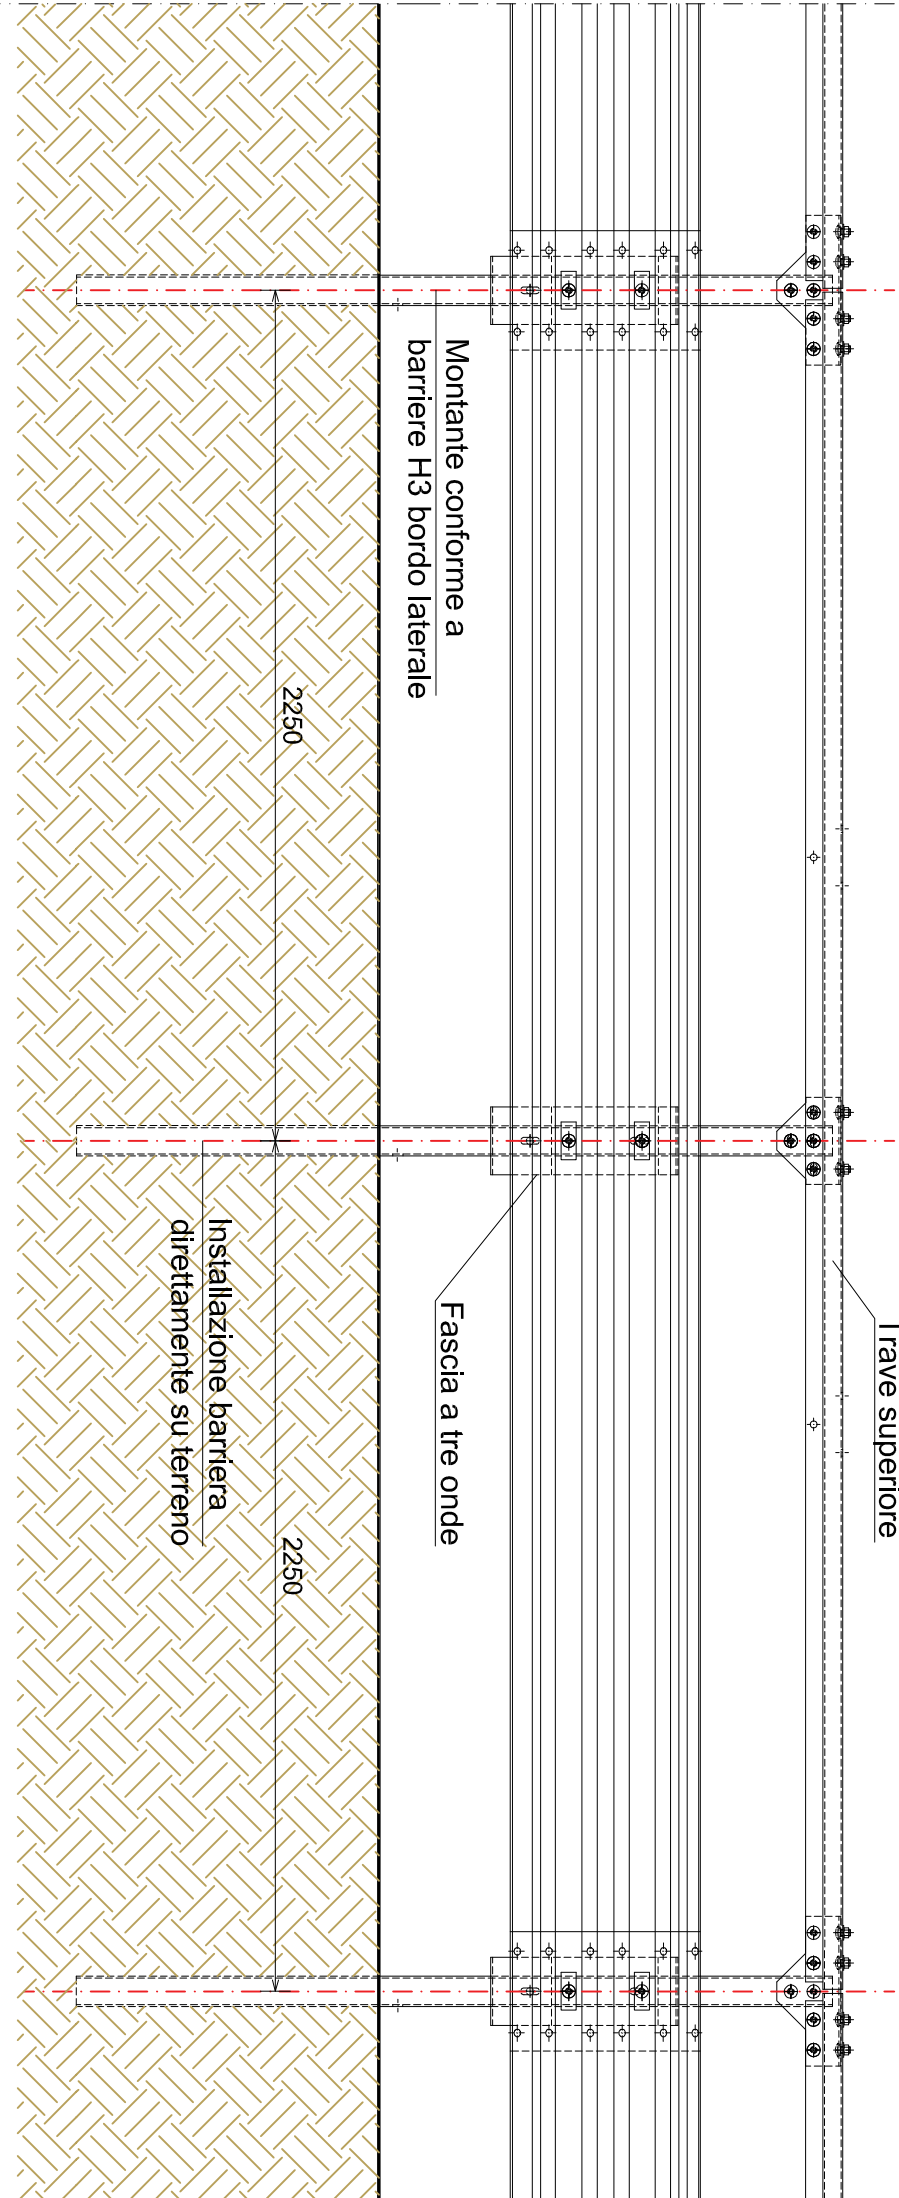 Trave superiore
Montante conforme a
barriere H3 bordo laterale
Fascia a tre onde
2250
2250
Installazione barriera
direttamente su terreno